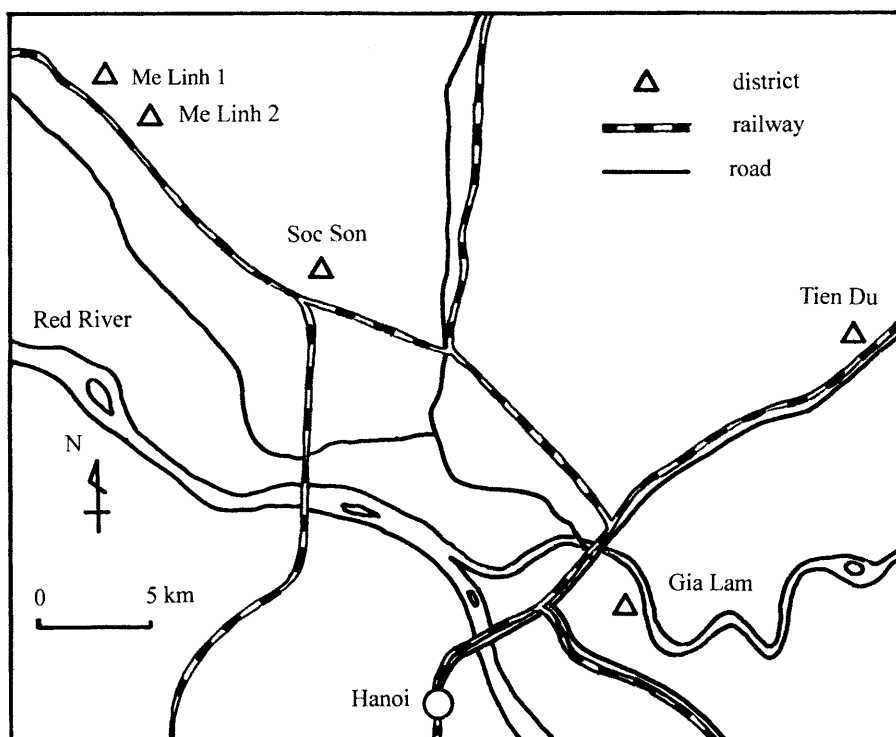 Me Linh 1
Me Linh 2
district
railway
road
Soc Son
Tien Du
Red River
N
0 5 km
Gia Lam
Hanoi